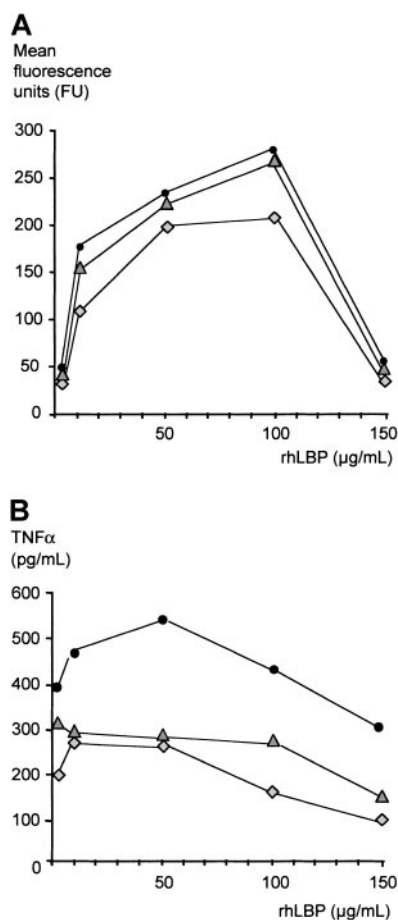 A
Mean
fluorescence
units (FU)
300
250
200
150
100
50
0
50 100 150
rhLBP (µg/mL)
B
TNFα
(pg/mL)
600
500
400
300
200
100
0
50 100 150
rhLBP (µg/mL)